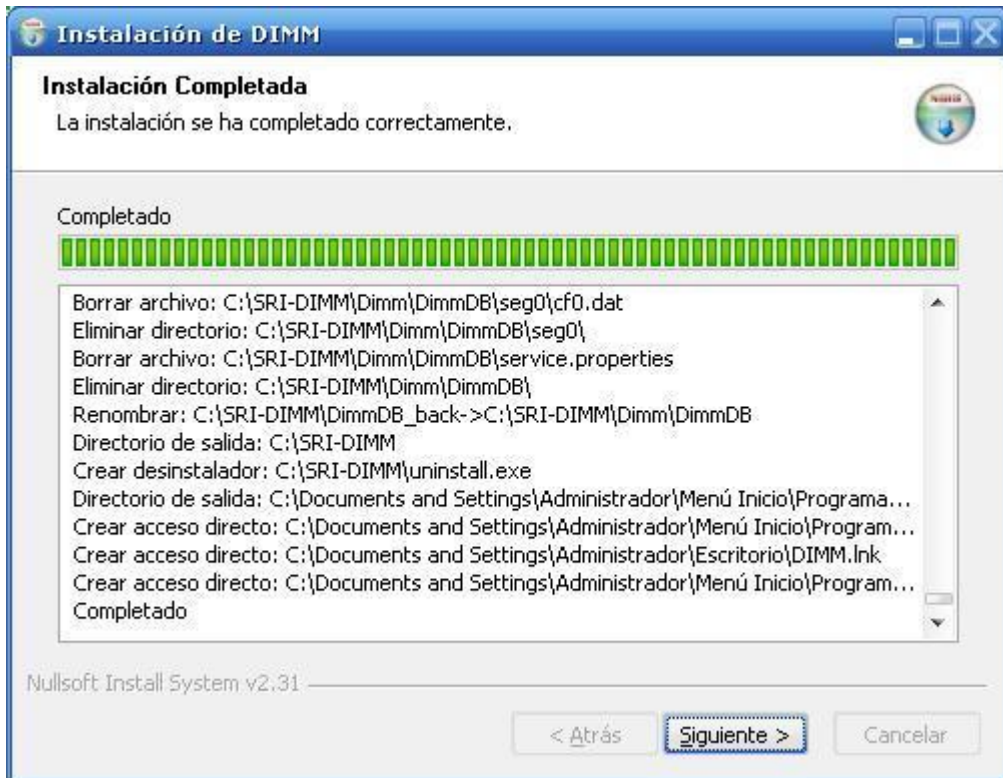 Instalación de DIMM
Instalación Completada
La instalación se ha completado correctamente.
Completado
Borrar archivo: C:\SRI-DIMM\Dimm\DimmDB\seg0\cf0.dat
Eliminar directorio: C:\SRI-DIMM\Dimm\DimmDB\seg0\
Borrar archivo: C:\SRI-DIMM\Dimm\DimmDB\service.properties
Eliminar directorio: C:\SRI-DIMM\Dimm\DimmDB\
Renombrar: C:\SRI-DIMM\DimmDB_back->C:\SRI-DIMM\Dimm\DimmDB
Directorio de salida: C:\SRI-DIMM
Crear desinstalador: C:\SRI-DIMM\uninstall.exe
Directorio de salida: C:\Documents and Settings\Administrador\Menú Inicio\Programa...
Crear acceso directo: C:\Documents and Settings\Administrador\Menú Inicio\Program...
Crear acceso directo: C:\Documents and Settings\Administrador\Escritorio\DIMM.lnk
Crear acceso directo: C:\Documents and Settings\Administrador\Menú Inicio\Program...
Completado
Nullsoft Install System v2.31
< Atrás Siguiente > Cancelar